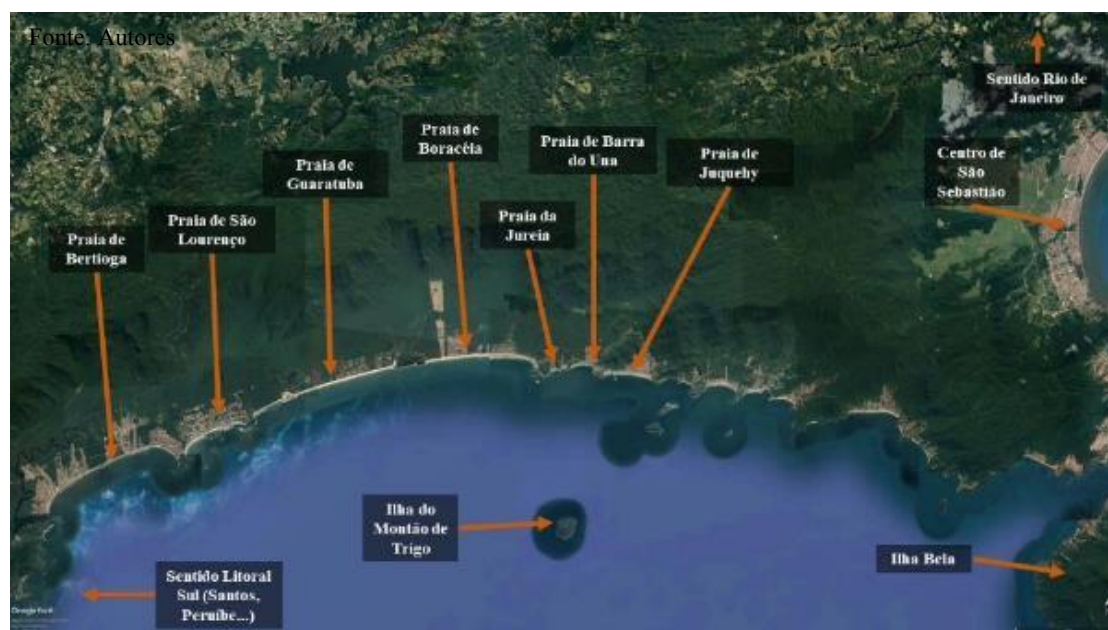 Fonte: Autores
Sentido Rio de
Janeiro
Praia de
Boracéia
Praia de Barra
do Una
Praia de
Juquehy
Centro de
São
Sebastião
Praia de
Guaratuba
Praia de São
Lourenço
Praia da
Jureia
Praia de
Bertioga
Ilha do
Montão de
Trigo
Ilha Bela
Sentido Litoral
Sul (Santos,
Peruíbe...)
Google Earth